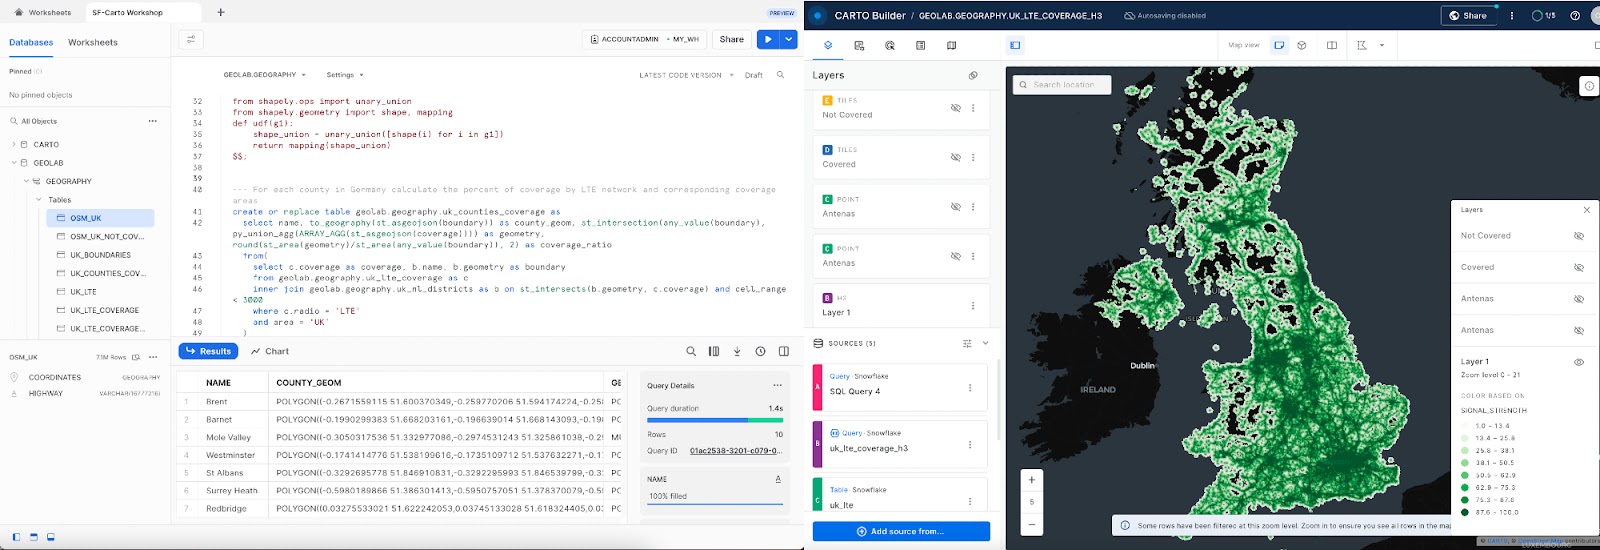 Worksheets
SF-Carto Workshop
+
PREVIEW
Databases
Worksheets
Pinned (0)
No pinned objects
All Objects
CARTO
GEOLAB
GEOGRAPHY
Tables
OSM_UK
OSM_UK_NOT_COV...
UK_BOUNDARIES
UK_COUNTIES_COV...
UK_LTE
UK_LTE_COVERAGE
UK_LTE_COVERAGE...
OSM_UK
7.1M Rows
COORDINATES
GEOGRAPHY
HIGHWAY
VARCHAR(16777216)
ACCOUNTADMIN • MY_WH
Share
GEOLAB.GEOGRAPHY
Settings
LATEST CODE VERSION
Draft
32 from shapely.ops import unary_union
33 from shapely.geometry import shape, mapping
34 def udf(g1):
35 shape_union = unary_union([shape(i) for i in g1])
36 return mapping(shape_union)
37 $$;
38
39
40 --- For each county in Germany calculate the percent of coverage by LTE network and corresponding coverage
areas
41 create or replace table geolab.geography.uk_counties_coverage as
42 select name, to_geography(st_asgeojson(boundary)) as county_geom, st_intersection(any_value(boundary),
py_union_agg(ARRAY_AGG(st_asgeojson(coverage)))) as geometry,
round(st_area(geometry)/st_area(any_value(boundary)), 2) as coverage_ratio
43 from(
44 select c.coverage as coverage, b.name, b.geometry as boundary
45 from geolab.geography.uk_lte_coverage as c
46 inner join geolab.geography.uk_nl_districts as b on st_intersects(b.geometry, c.coverage) and cell_range
< 3000
47 where c.radio = 'LTE'
48 and area = 'UK'
49 )
Results
Chart
NAME
COUNTY_GEOM
GE
1 Brent POLYGON((-0.2671559115 51.600370349,-0.259770206 51.594174224,-0.25 PC
2 Barnet POLYGON((-0.1990299383 51.668203161,-0.196639014 51.668143093,-0.19 PC
3 Mole Valley POLYGON((-0.3050317536 51.332977086,-0.2974531243 51.325861038,-0.2 MU
4 Westminster POLYGON((-0.1741414776 51.538199616,-0.1735109712 51.537632271,-0.1 PC
5 St Albans POLYGON((-0.3292695778 51.846910831,-0.3292295993 51.846539799,-0.3 PC
6 Surrey Heath POLYGON((-0.5980189866 51.386301413,-0.5950757051 51.378370079,-0.5 PC
7 Redbridge POLYGON((0.03275533021 51.622242053,0.03745133028 51.618324405,0.03 PC
Query Details
Query duration
1.4s
Rows
10
Query ID
01ac2538-3201-c079-0...
NAME
A
100% filled
CARTO Builder / GEOLAB.GEOGRAPHY.UK_LTE_COVERAGE_H3
Autosaving disabled
Share
1/5
Map view
Layers
E TILES
Not Covered
D TILES
Covered
C POINT
Antenas
C POINT
Antenas
B H3
Layer 1
SOURCES (5)
A
Query · Snowflake
SQL Query 4
B
Query · Snowflake
uk_lte_coverage_h3
C
Table · Snowflake
uk_lte
Add source from...
Search location
Dublin
IRELAND
+
5
−
Some rows have been filtered at this zoom level. Zoom in to ensure you see all rows in the map
Layers
Not Covered
Covered
Antenas
Antenas
Layer 1
Zoom level 0 - 21
COLOR BASED ON
SIGNAL_STRENGTH
1.0 – 13.4
13.4 – 25.8
25.8 – 38.1
38.1 – 50.5
50.5 – 62.9
62.9 – 75.3
75.3 – 87.6
87.6 – 100.0
© CARTO, © OpenStreetMap contributors